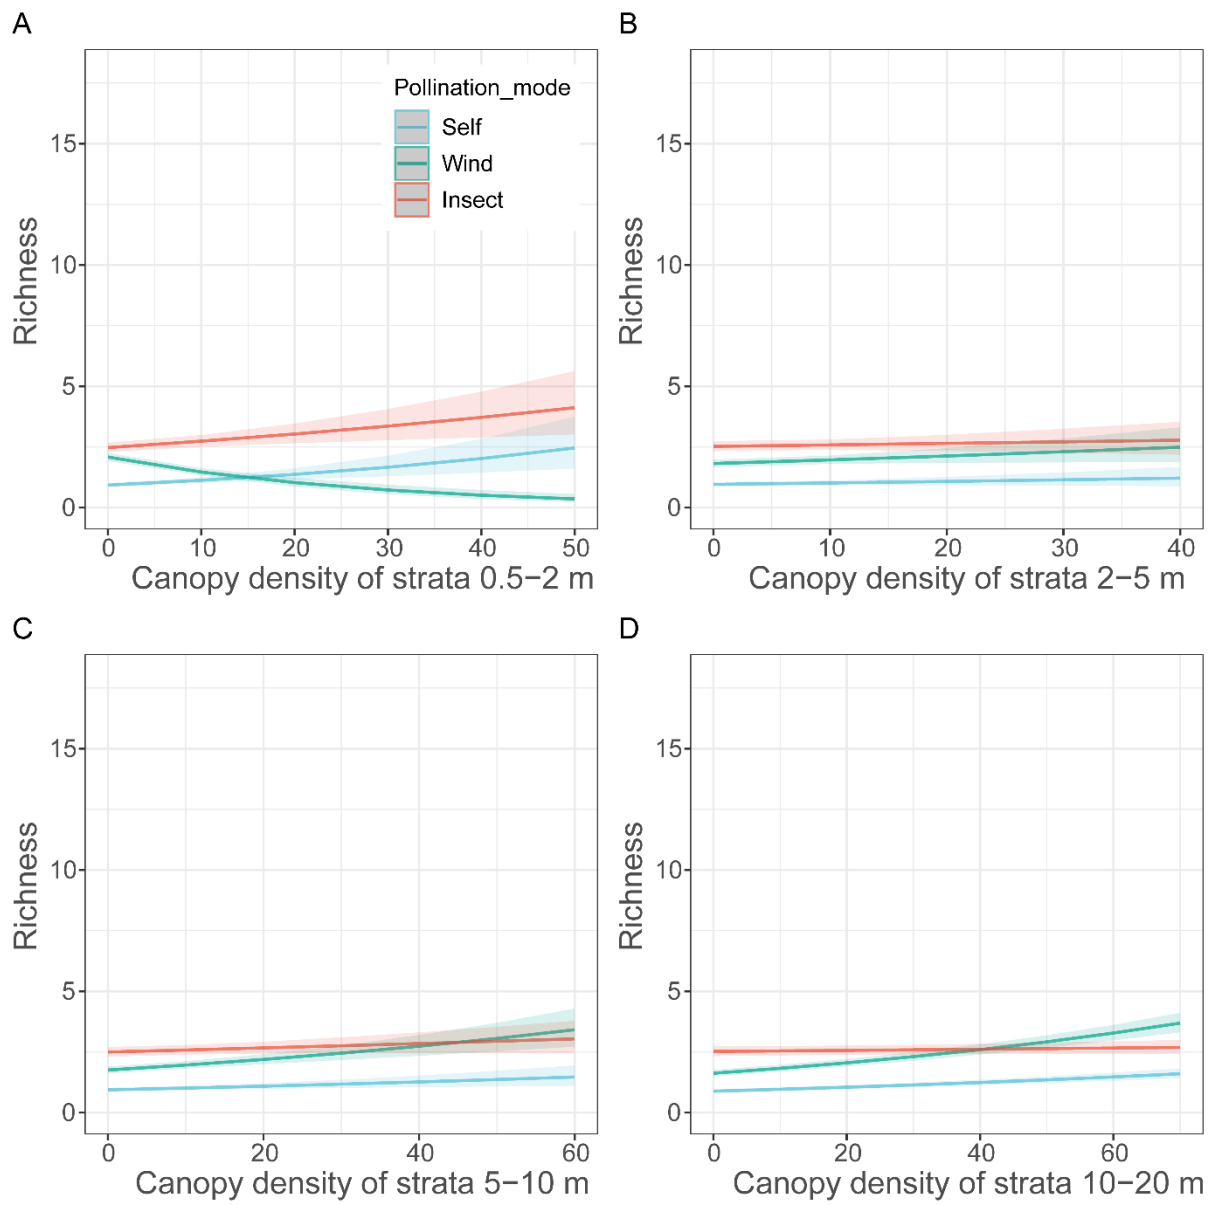 A
B
Pollination_mode
Self
Wind
Insect
15
10
5
0
Richness
0 10 20 30 40 50
Canopy density of strata 0.5−2 m
15
10
5
0
Richness
0 10 20 30 40
Canopy density of strata 2−5 m
C
D
15
10
5
0
Richness
0 20 40 60
Canopy density of strata 5−10 m
15
10
5
0
Richness
0 20 40 60
Canopy density of strata 10−20 m